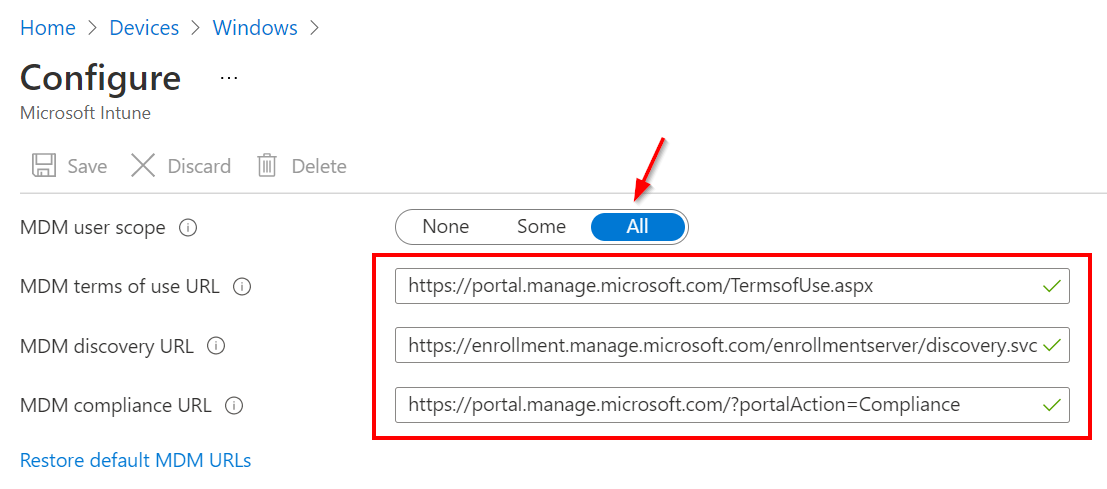 Home > Devices > Windows >
Configure ...
Microsoft Intune
Save Discard Delete
MDM user scope None Some All
MDM terms of use URL https://portal.manage.microsoft.com/TermsofUse.aspx
MDM discovery URL https://enrollment.manage.microsoft.com/enrollmentserver/discovery.svc
MDM compliance URL https://portal.manage.microsoft.com/?portalAction=Compliance
Restore default MDM URLs